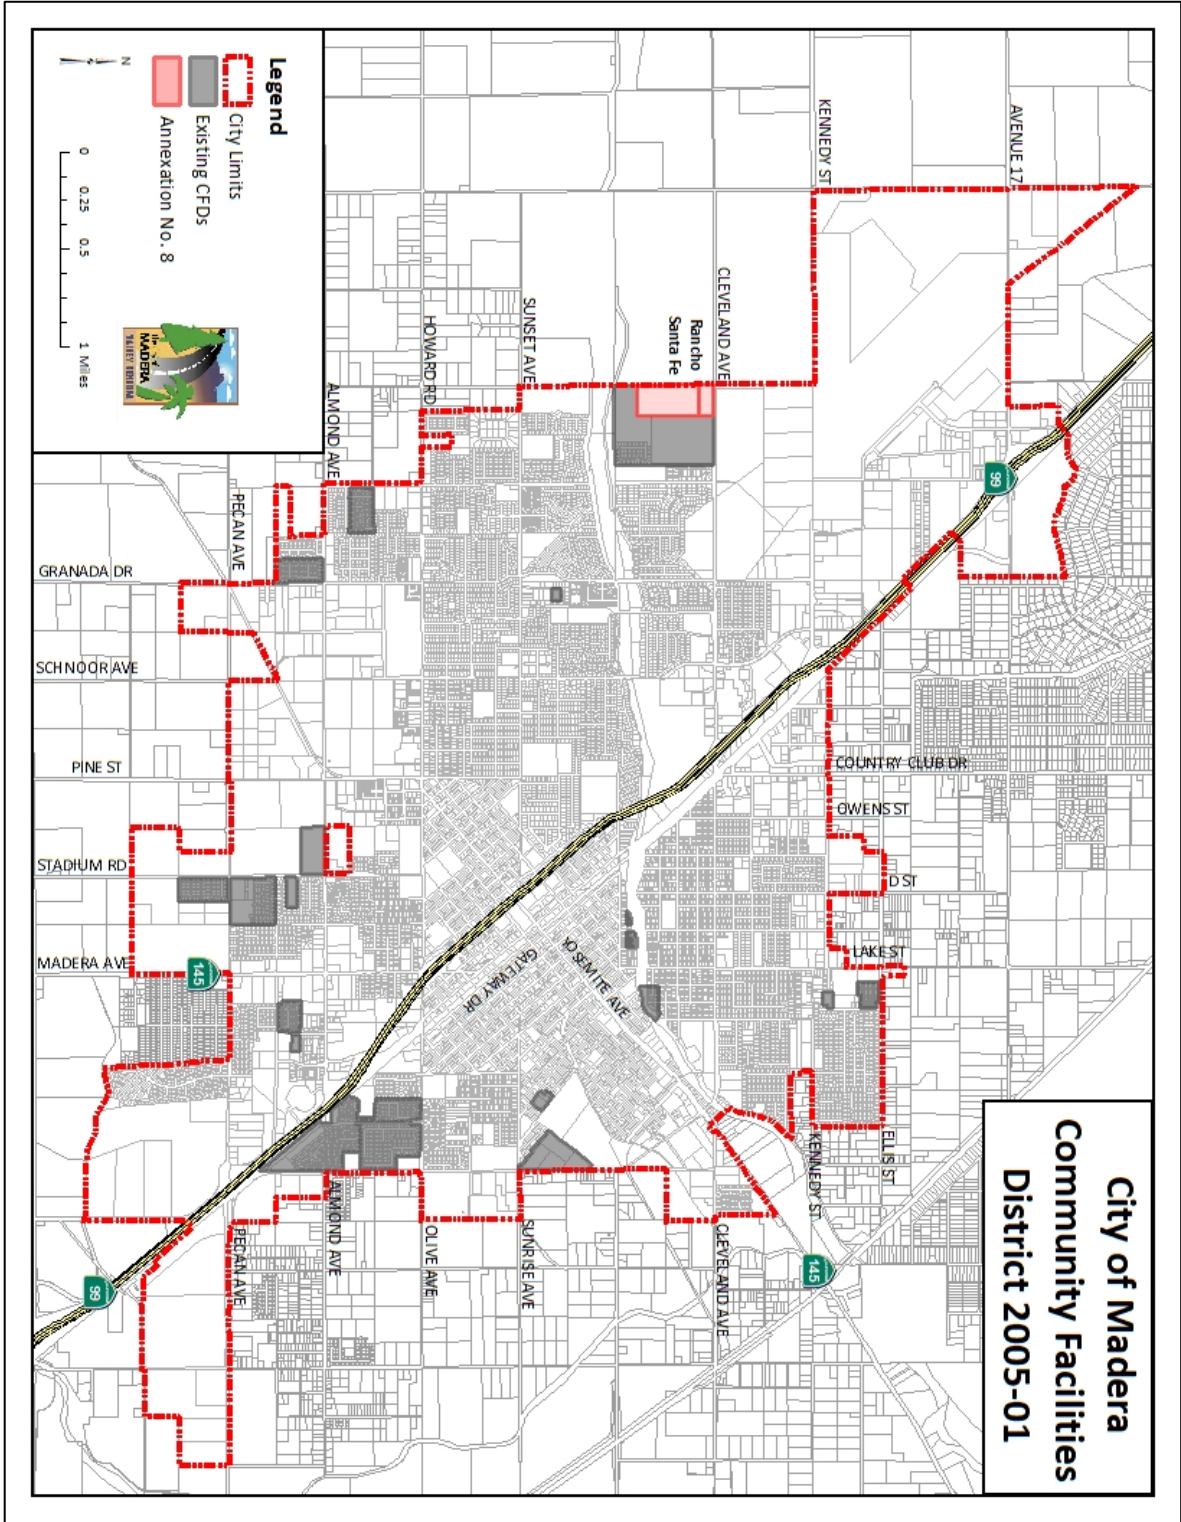 City of Madera
Community Facilities
District 2005-01
AVENUE 17
KENNEDY ST
CLEVELAND AVE
Rancho
Santa Fe
SUNSET AVE
HOWARD RD
ALMOND AVE
PECAN AVE
GRANADA DR
SCHNOOR AVE
PINE ST
STADIUM RD
MADERA AVE
COUNTRY CLUB DR
OWENS ST
D ST
LAKE ST
YOSEMITE AVE
GATEWAY DR
ELLIS ST
KENNEDY ST
CLEVELAND AVE
SUNRISE AVE
OLIVE AVE
ALMOND AVE
PECAN AVE
99
145
145
99
Legend
City Limits
Existing CFDs
Annexation No. 8
N
0 0.25 0.5 1 Miles
MADERA